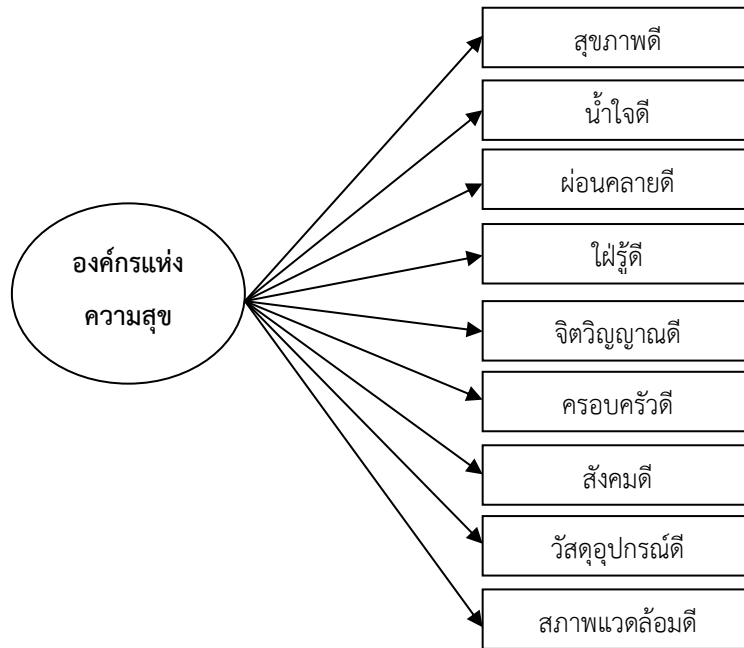 องค์กรแห่ง
ความสุข
สุขภาพดี
น้ำใจดี
ผ่อนคลายดี
ใฝ่รู้ดี
จิตวิญญาณดี
ครอบครัวดี
สังคมดี
วัสดุอุปกรณ์ดี
สภาพแวดล้อมดี